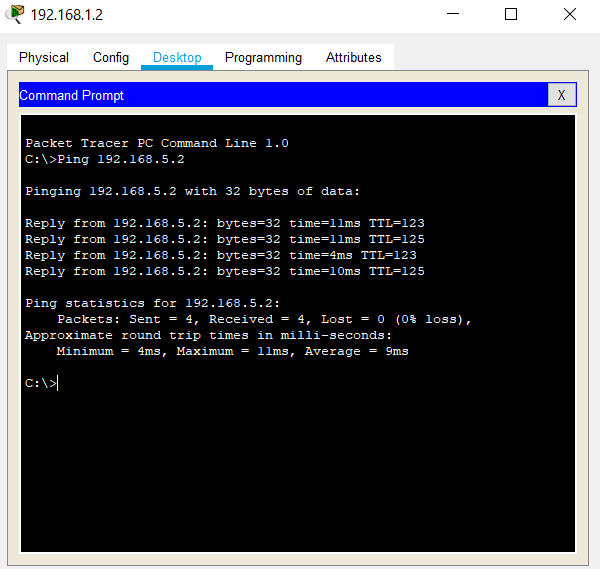 192.168.1.2
Physical Config Desktop Programming Attributes
Command Prompt X
Packet Tracer PC Command Line 1.0
C:\>Ping 192.168.5.2
Pinging 192.168.5.2 with 32 bytes of data:
Reply from 192.168.5.2: bytes=32 time=11ms TTL=123
Reply from 192.168.5.2: bytes=32 time=11ms TTL=125
Reply from 192.168.5.2: bytes=32 time=4ms TTL=123
Reply from 192.168.5.2: bytes=32 time=10ms TTL=125
Ping statistics for 192.168.5.2:
    Packets: Sent = 4, Received = 4, Lost = 0 (0% loss),
Approximate round trip times in milli-seconds:
    Minimum = 4ms, Maximum = 11ms, Average = 9ms
C:\>